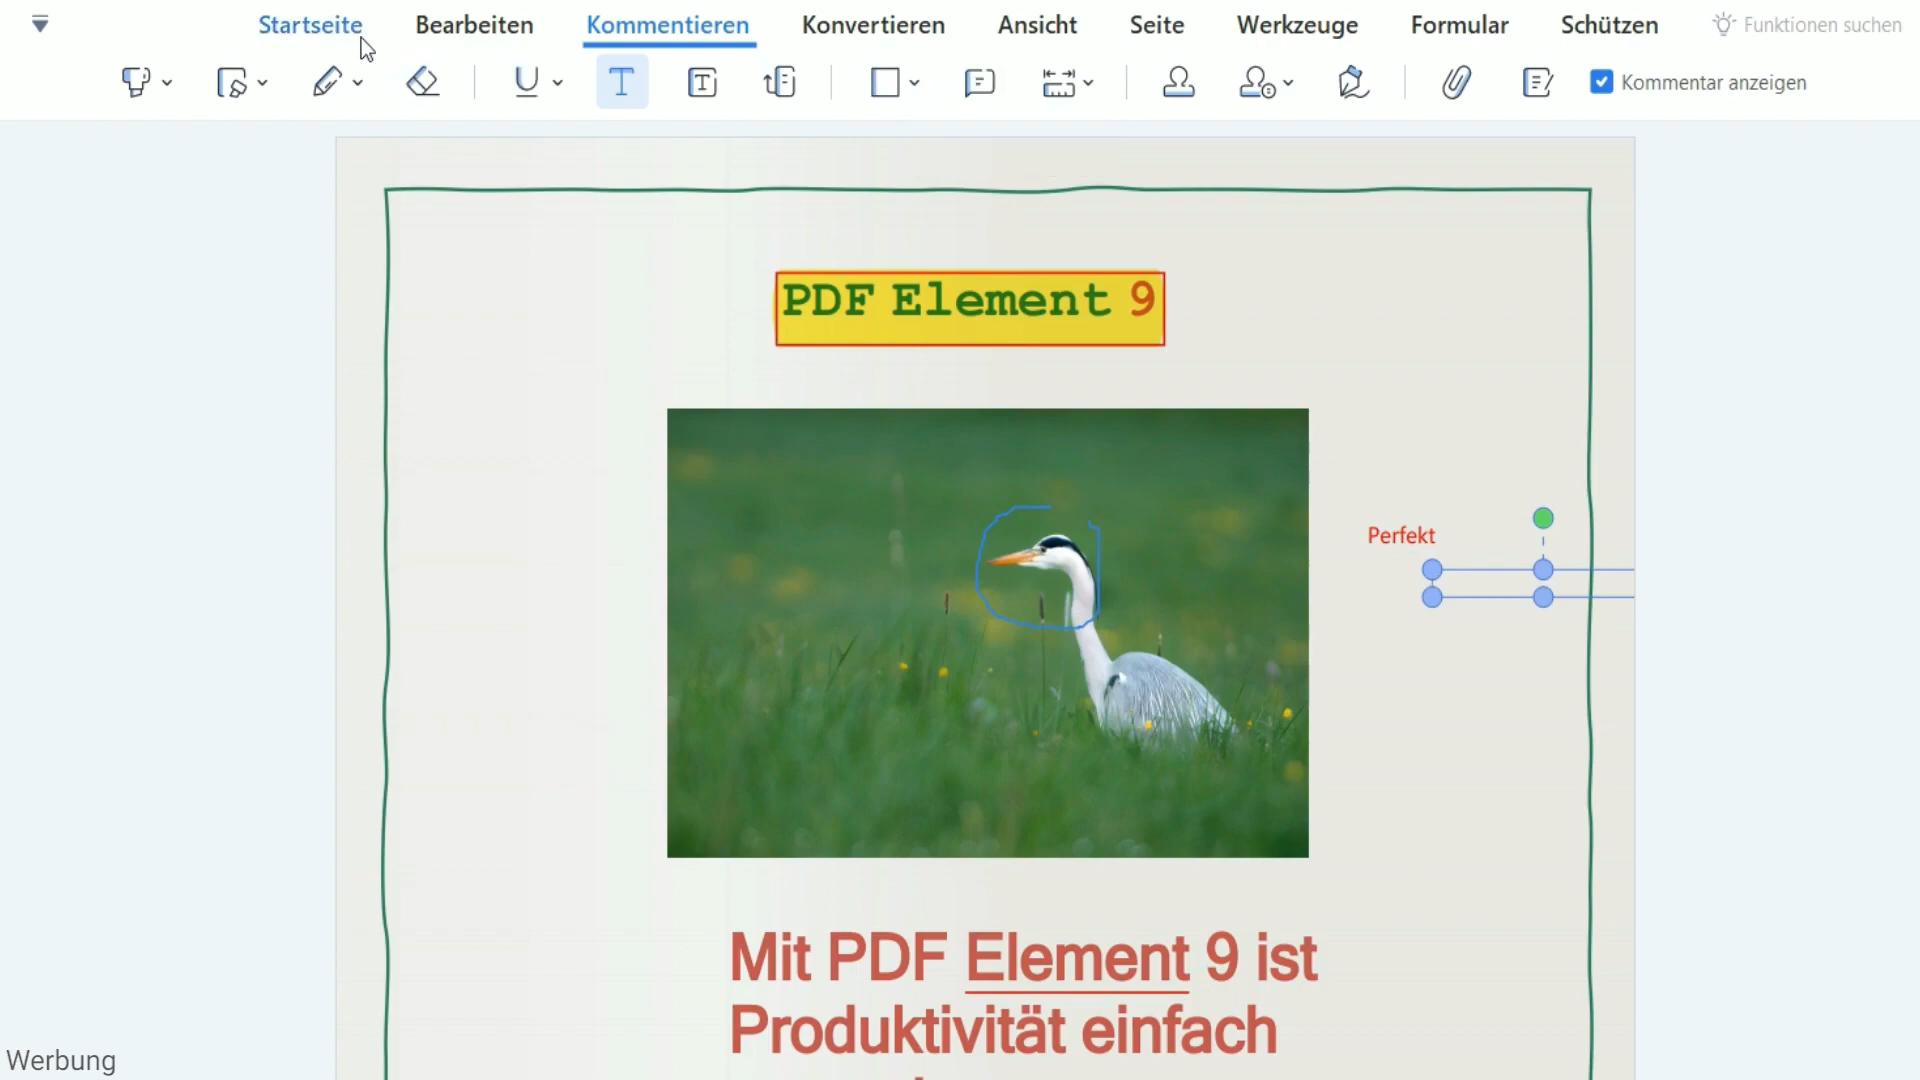 Startseite Bearbeiten Kommentieren Konvertieren Ansicht Seite Werkzeuge Formular Schützen Funktionen suchen
Kommentar anzeigen
PDF Element 9
Perfekt
Mit PDF Element 9 ist
Produktivität einfach
Werbung